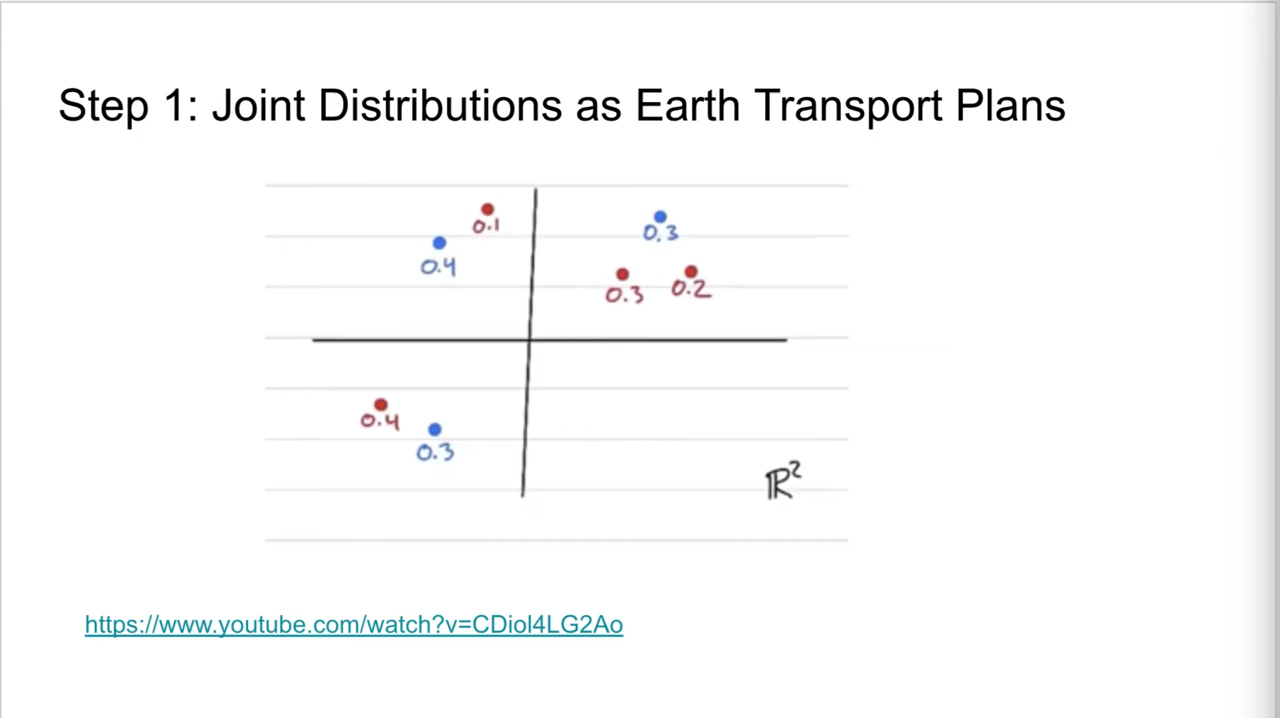 Step 1: Joint Distributions as Earth Transport Plans
0.1
0.4
0.3
0.3
0.2
0.4
0.3
ℝ²
https://www.youtube.com/watch?v=CDiol4LG2Ao